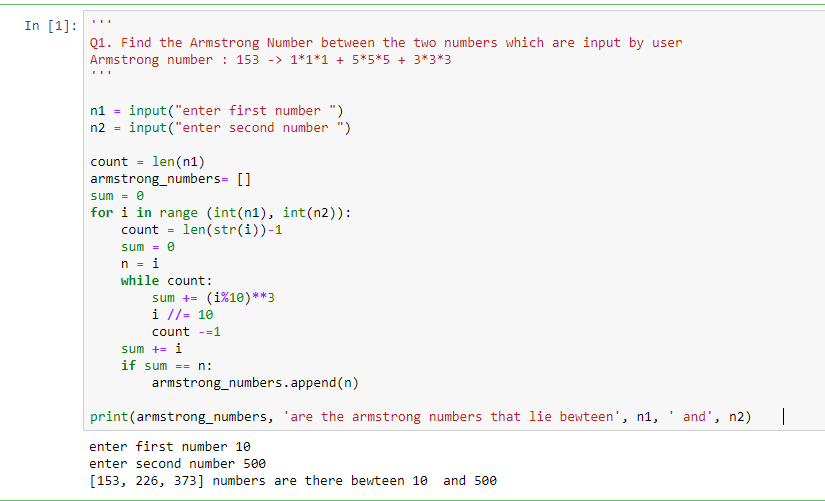 In [1]: '''
Q1. Find the Armstrong Number between the two numbers which are input by user
Armstrong number : 153 -> 1*1*1 + 5*5*5 + 3*3*3
'''
n1 = input("enter first number ")
n2 = input("enter second number ")
count = len(n1)
armstrong_numbers= []
sum = 0
for i in range (int(n1), int(n2)):
    count = len(str(i))-1
    sum = 0
    n = i
    while count:
        sum += (i%10)**3
        i //= 10
        count -=1
    sum += i
    if sum == n:
        armstrong_numbers.append(n)
print(armstrong_numbers, 'are the armstrong numbers that lie bewteen', n1, ' and', n2)
enter first number 10
enter second number 500
[153, 226, 373] numbers are there bewteen 10  and 500